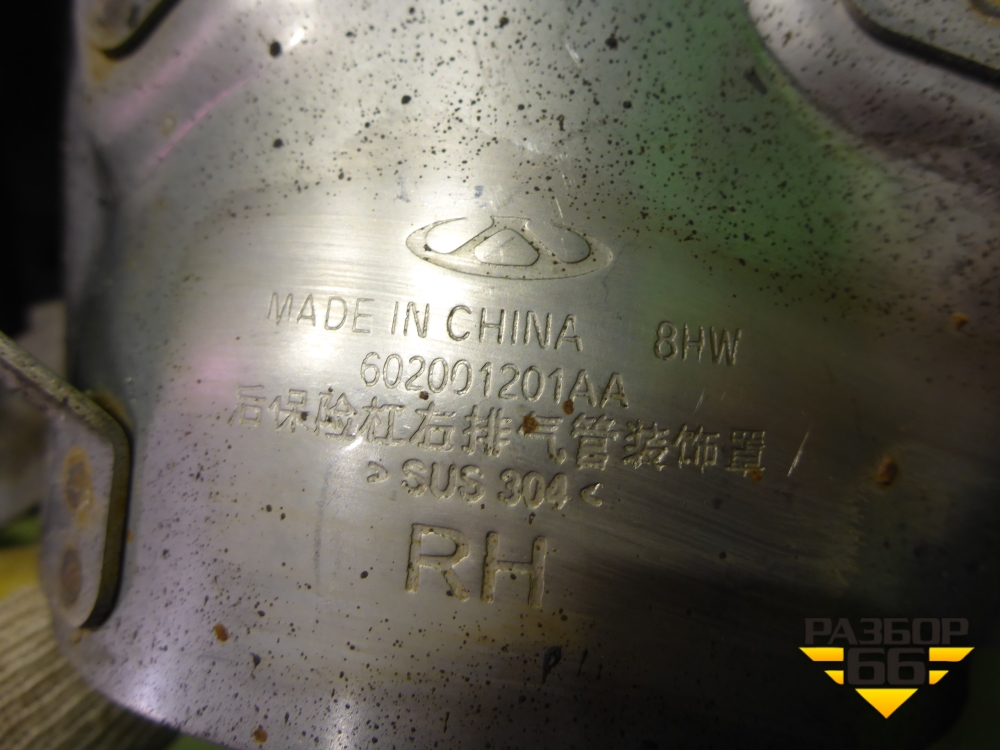 MADE IN CHINA 8HW
602001201AA
后保险杠右排气管装饰罩
> SUS 304 <
RH
РАЗБОР
66